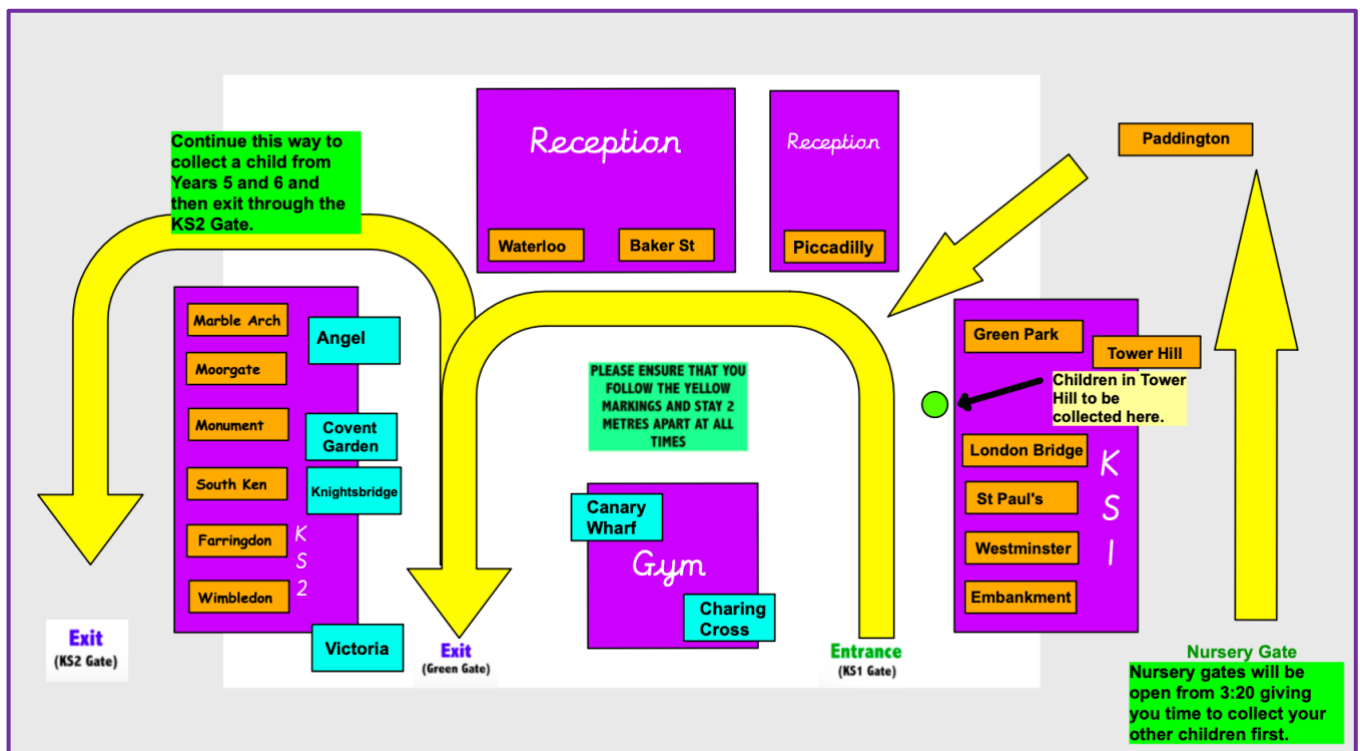 Reception
Reception
Waterloo
Baker St
Piccadilly
Paddington
Continue this way to
collect a child from
Years 5 and 6 and
then exit through the
KS2 Gate.
Marble Arch
Angel
Moorgate
Monument
Covent
Garden
South Ken
Knightsbridge
Farringdon
Wimbledon
K
S
2
Victoria
PLEASE ENSURE THAT YOU
FOLLOW THE YELLOW
MARKINGS AND STAY 2
METRES APART AT ALL
TIMES
Canary
Wharf
Gym
Charing
Cross
Green Park
Tower Hill
Children in Tower
Hill to be
collected here.
London Bridge
St Paul's
Westminster
Embankment
K
S
1
Exit
(KS2 Gate)
Exit
(Green Gate)
Entrance
(KS1 Gate)
Nursery Gate
Nursery gates will be
open from 3:20 giving
you time to collect your
other children first.